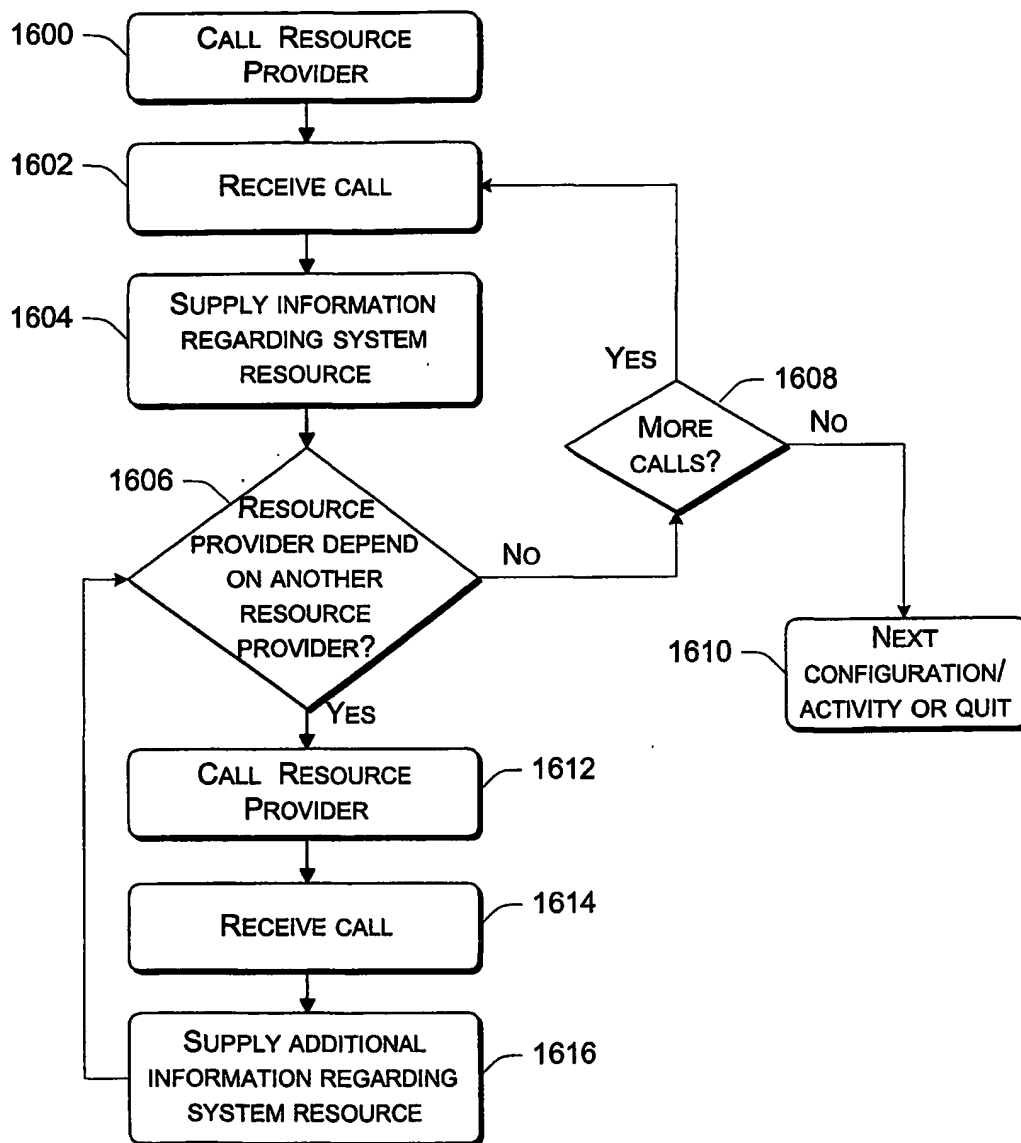 1600
CALL RESOURCE
PROVIDER
1602
RECEIVE CALL
1604
SUPPLY INFORMATION
REGARDING SYSTEM
RESOURCE
1606
RESOURCE
PROVIDER DEPEND
ON ANOTHER
RESOURCE
PROVIDER?
NO
YES
YES
1608
MORE
CALLS?
NO
1610
NEXT
CONFIGURATION/
ACTIVITY OR QUIT
CALL RESOURCE
PROVIDER
1612
RECEIVE CALL
1614
SUPPLY ADDITIONAL
INFORMATION REGARDING
SYSTEM RESOURCE
1616